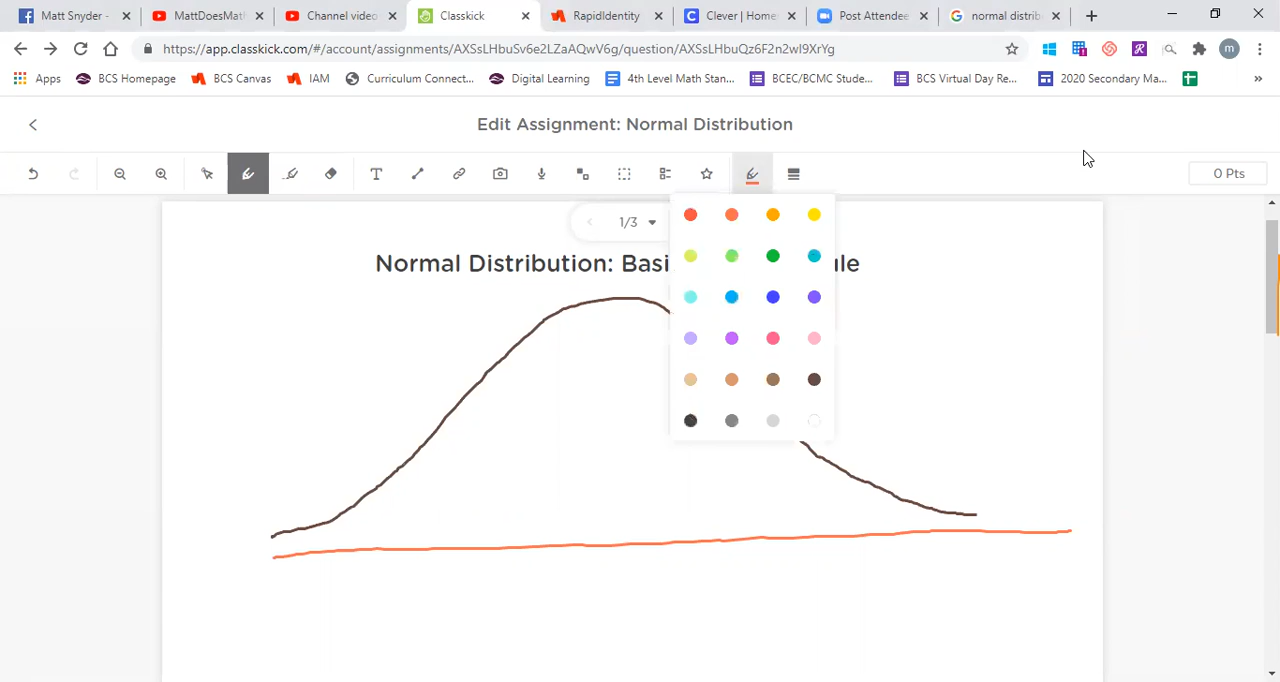 Matt Snyder -
MattDoesMat
Channel video
Classkick
RapidIdentity
Clever | Home
Post Attendee
normal distrib
https://app.classkick.com/#/account/assignments/AXSsLHbuSv6e2LZaAQwV6g/question/AXSsLHbuQz6F2n2wI9XrYg
m
Apps
BCS Homepage
BCS Canvas
IAM
Curriculum Connect...
Digital Learning
4th Level Math Stan...
BCEC/BCMC Stude...
BCS Virtual Day Re...
2020 Secondary Ma...
Edit Assignment: Normal Distribution
T
0 Pts
1/3
Normal Distribution: Basi
ule